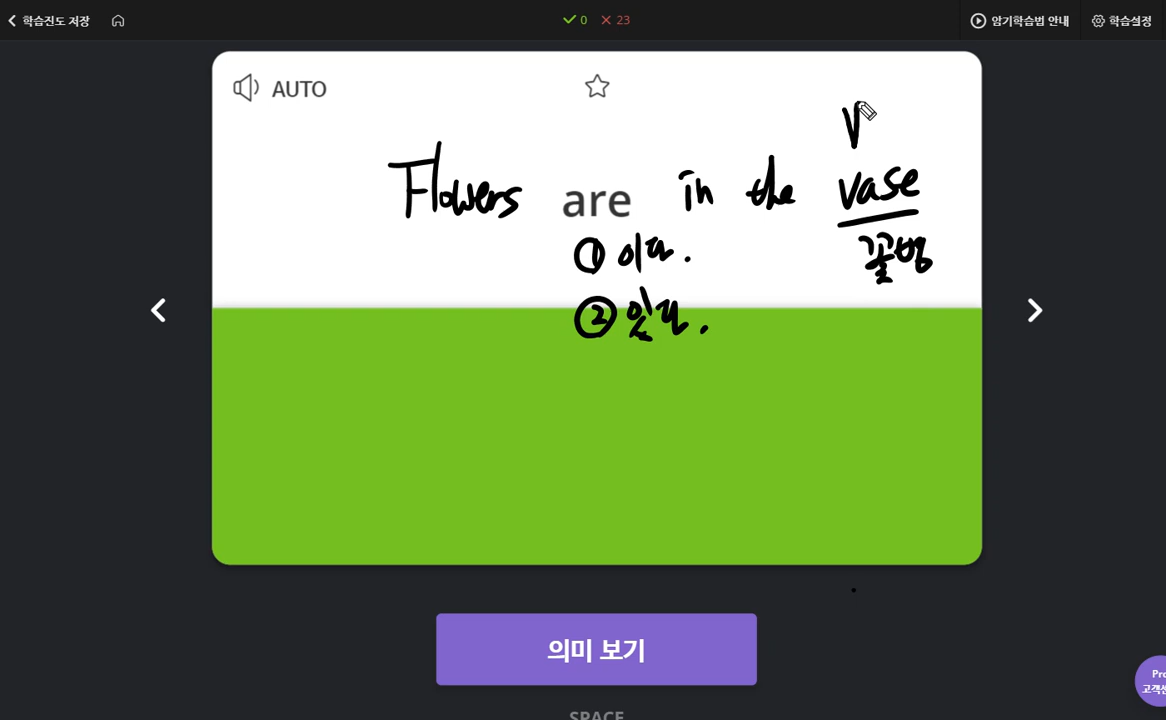 학습진도 저장 0 23 암기학습법 안내 학습설정
AUTO
V
Flowers are in the vase
① 이다. 꽃병
② 있다.
의미 보기
SPACE